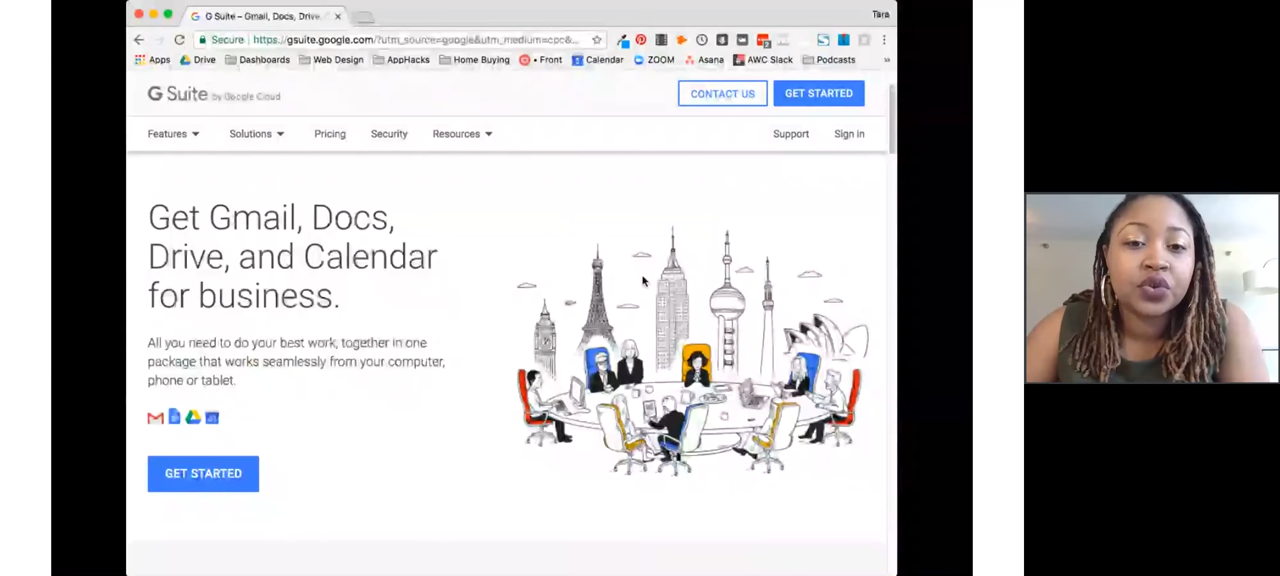 G Suite – Gmail, Docs, Drive,
Tara
Secure
https://gsuite.google.com/?utm_source=google&utm_medium=cpc&...
Apps Drive Dashboards Web Design AppHacks Home Buying Front Calendar ZOOM Asana AWC Slack Podcasts »
G Suite by Google Cloud
CONTACT US
GET STARTED
Features Solutions Pricing Security Resources
Support Sign in
Get Gmail, Docs,
Drive, and Calendar
for business.
All you need to do your best work, together in one
package that works seamlessly from your computer,
phone or tablet.
GET STARTED